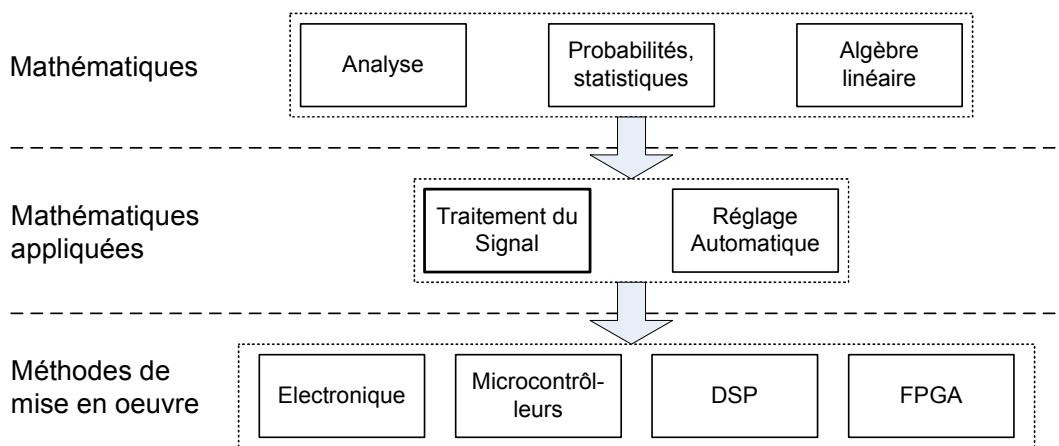 Mathématiques
Analyse
Probabilités,
statistiques
Algèbre
linéaire
Mathématiques
appliquées
Traitement du
Signal
Réglage
Automatique
Méthodes de
mise en oeuvre
Electronique
Microcontrôl-
leurs
DSP
FPGA